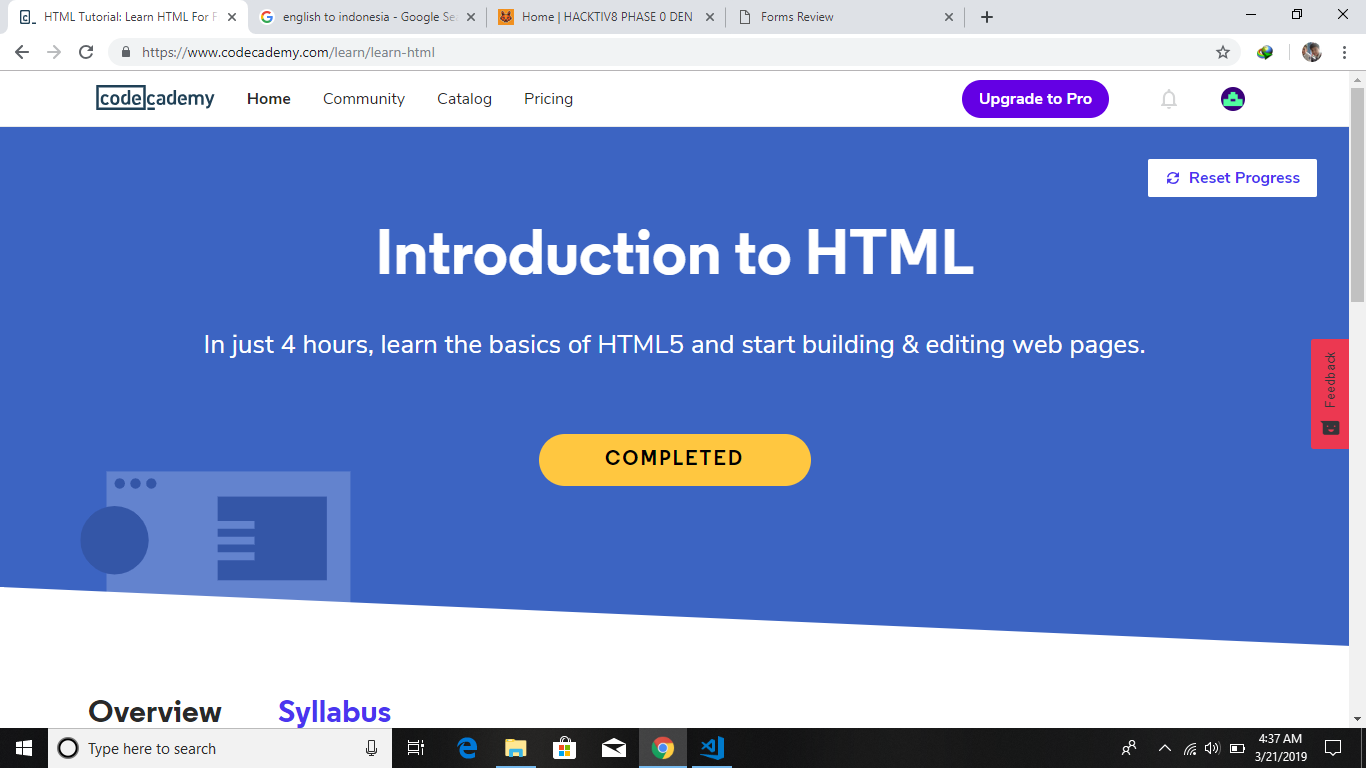 HTML Tutorial: Learn HTML For F
english to indonesia - Google Se
Home | HACKTIV8 PHASE 0 DEN
Forms Review
https://www.codecademy.com/learn/learn-html
codecademy
Home
Community
Catalog
Pricing
Upgrade to Pro
Reset Progress
Introduction to HTML
In just 4 hours, learn the basics of HTML5 and start building & editing web pages.
Feedback
COMPLETED
Overview
Syllabus
Type here to search
4:37 AM
3/21/2019